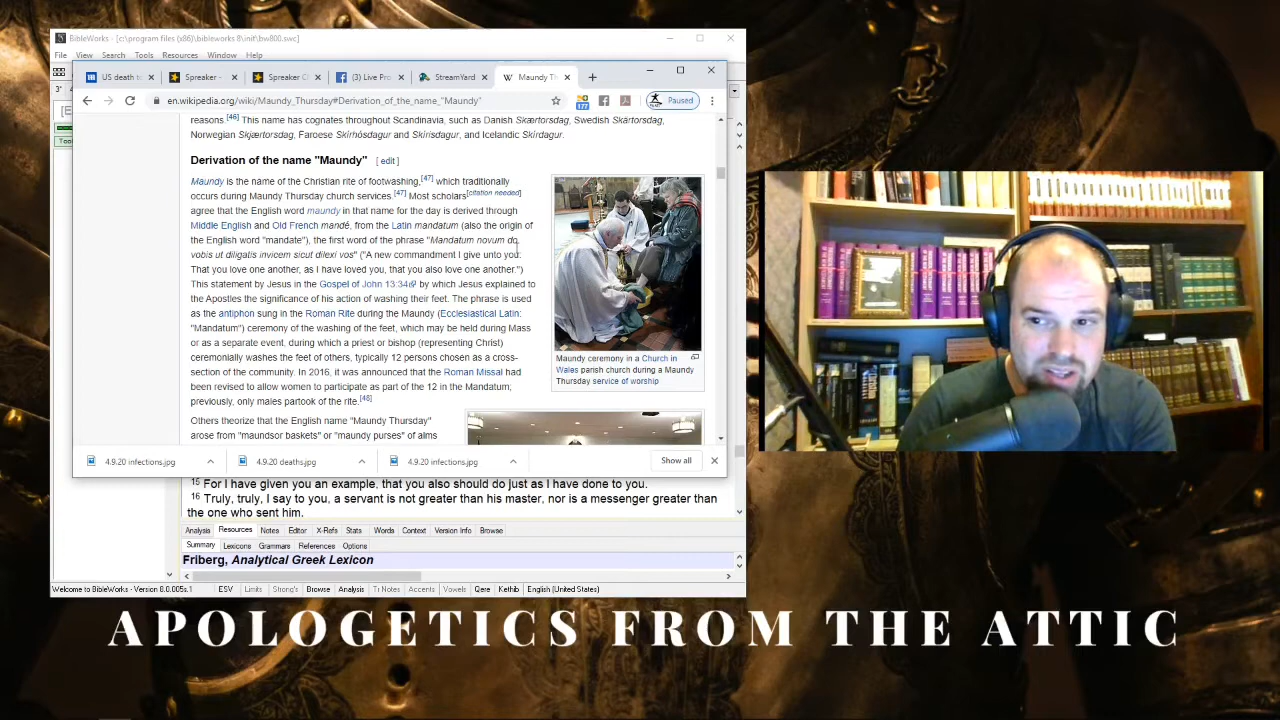 BibleWorks - [c:\program files (x86)\bibleworks 8\init\bw800.swc]
File View Search Tools Resources Window Help
US death to
Spreaker -
Spreaker C
(3) Live Pro
StreamYard
Maundy Th
en.wikipedia.org/wiki/Maundy_Thursday#Derivation_of_the_name_"Maundy"
177
Paused
reasons.[46] This name has cognates throughout Scandinavia, such as Danish Skærtorsdag, Swedish Skärtorsdag,
Norwegian Skjærtorsdag, Faroese Skírhósdagur and Skírisdagur, and Icelandic Skírdagur.
Derivation of the name "Maundy" [ edit ]
Maundy is the name of the Christian rite of footwashing,[47] which traditionally
occurs during Maundy Thursday church services.[47] Most scholars[citation needed]
agree that the English word maundy in that name for the day is derived through
Middle English and Old French mandé, from the Latin mandatum (also the origin of
the English word "mandate"), the first word of the phrase "Mandatum novum do
vobis ut diligatis invicem sicut dilexi vos" ("A new commandment I give unto you:
That you love one another, as I have loved you, that you also love one another.")
This statement by Jesus in the Gospel of John 13:34 by which Jesus explained to
the Apostles the significance of his action of washing their feet. The phrase is used
as the antiphon sung in the Roman Rite during the Maundy (Ecclesiastical Latin:
"Mandatum") ceremony of the washing of the feet, which may be held during Mass
or as a separate event, during which a priest or bishop (representing Christ)
ceremonially washes the feet of others, typically 12 persons chosen as a cross-
section of the community. In 2016, it was announced that the Roman Missal had
been revised to allow women to participate as part of the 12 in the Mandatum;
previously, only males partook of the rite.[48]
Others theorize that the English name "Maundy Thursday"
arose from "maundsor baskets" or "maundy purses" of alms
Maundy ceremony in a Church in
Wales parish church during a Maundy
Thursday service of worship
4.9.20 infections.jpg
4.9.20 deaths.jpg
4.9.20 infections.jpg
Show all
15 For I have given you an example, that you also should do just as I have done to you.
16 Truly, truly, I say to you, a servant is not greater than his master, nor is a messenger greater than
the one who sent him.
Analysis Resources Notes Editor X-Refs Stats Words Context Version Info Browse
Summary Lexicons Grammars References Options
Friberg, Analytical Greek Lexicon
Welcome to BibleWorks - Version 8.0.005s.1 ESV Limits Strong's Browse Analysis Tr.Notes Accents Vowels Qere Kethib English (United States)
APOLOGETICS FROM THE ATTIC